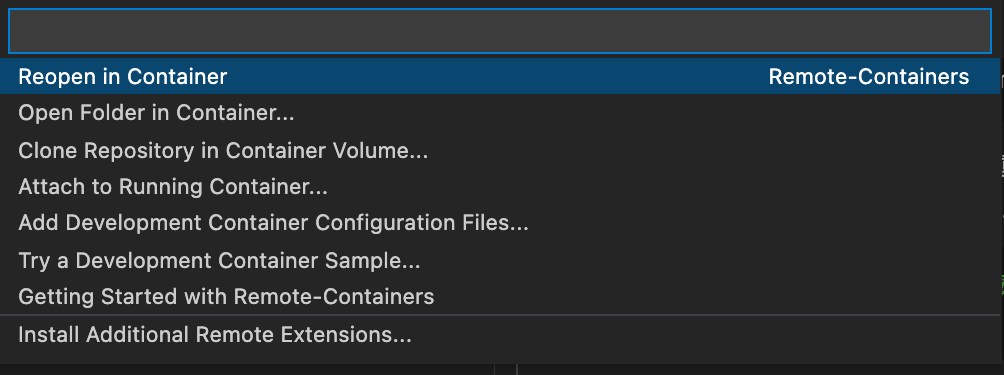 Reopen in Container Remote-Containers
Open Folder in Container...
Clone Repository in Container Volume...
Attach to Running Container...
Add Development Container Configuration Files...
Try a Development Container Sample...
Getting Started with Remote-Containers
Install Additional Remote Extensions...